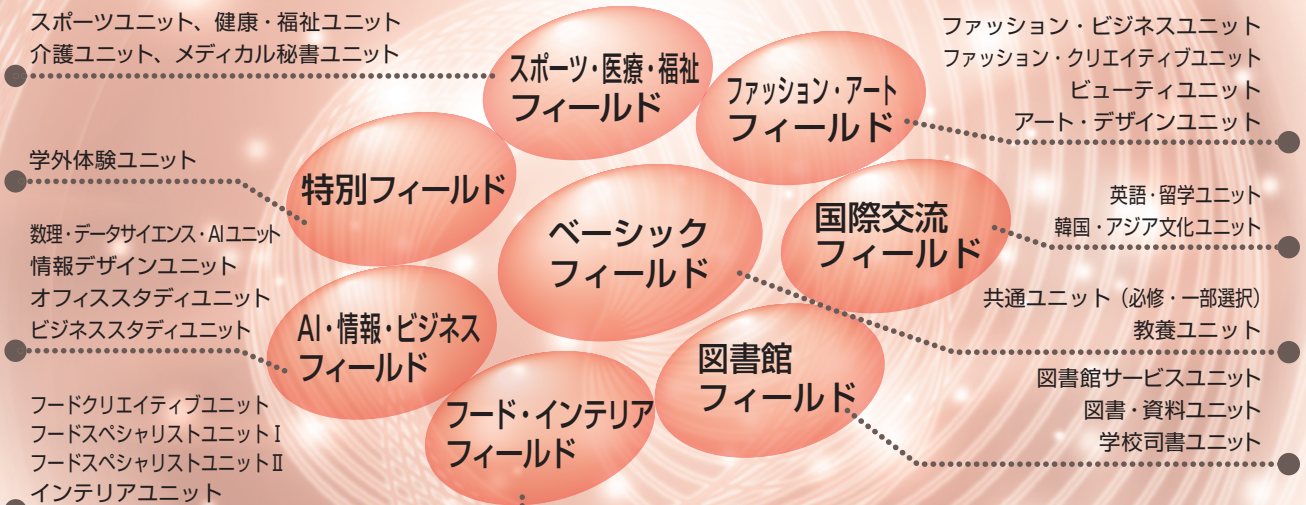 スポーツユニット、健康・福祉ユニット
介護ユニット、メディカル秘書ユニット
スポーツ・医療・福祉
フィールド
ファッション・アート
フィールド
ファッション・ビジネスユニット
ファッション・クリエイティブユニット
ビューティユニット
アート・デザインユニット
学外体験ユニット
特別フィールド
ベーシック
フィールド
国際交流
フィールド
英語・留学ユニット
韓国・アジア文化ユニット
数理・データサイエンス・AIユニット
情報デザインユニット
オフィススタディユニット
ビジネススタディユニット
AI・情報・ビジネス
フィールド
共通ユニット（必修・一部選択）
教養ユニット
図書館
フィールド
図書館サービスユニット
図書・資料ユニット
学校司書ユニット
フードクリエイティブユニット
フードスペシャリストユニットⅠ
フードスペシャリストユニットⅡ
インテリアユニット
フード・インテリア
フィールド